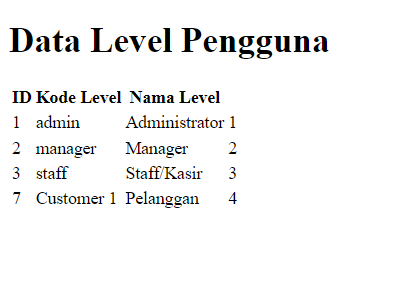 Data Level Pengguna
ID Kode Level Nama Level
1 admin Administrator 1
2 manager Manager 2
3 staff Staff/Kasir 3
7 Customer 1 Pelanggan 4